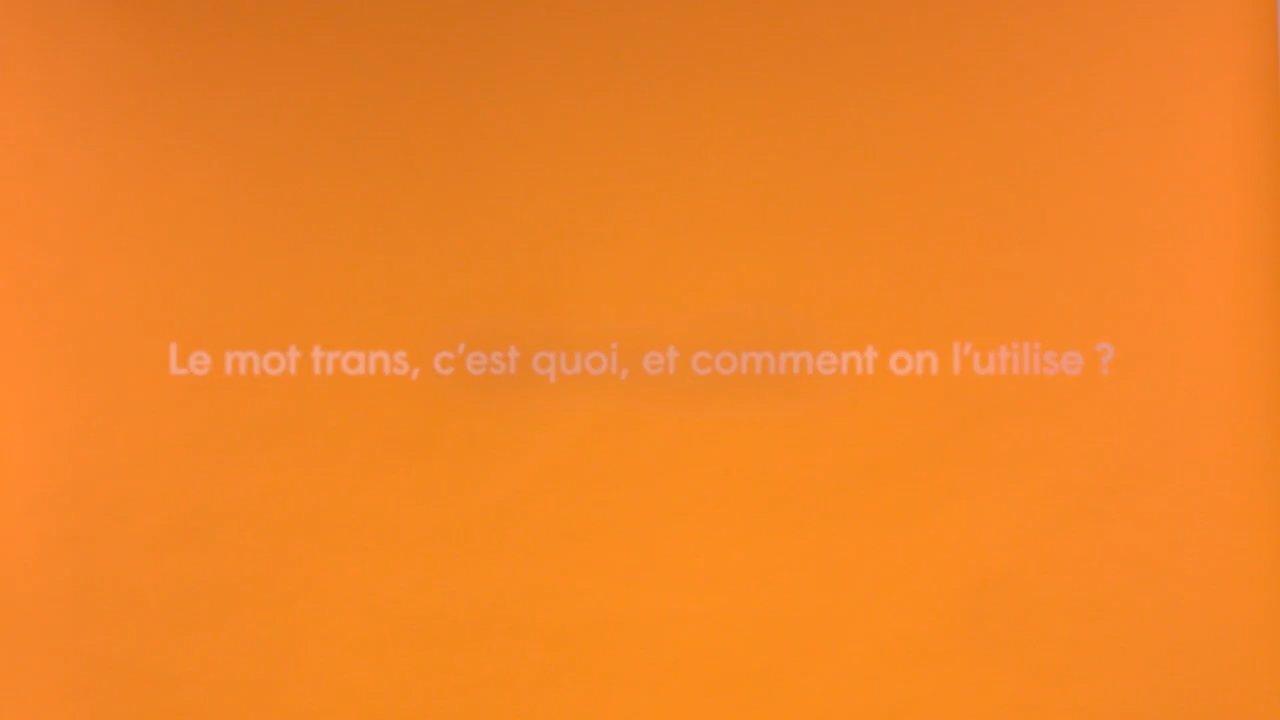 Le mot trans, c’est quoi, et comment on l’utilise ?